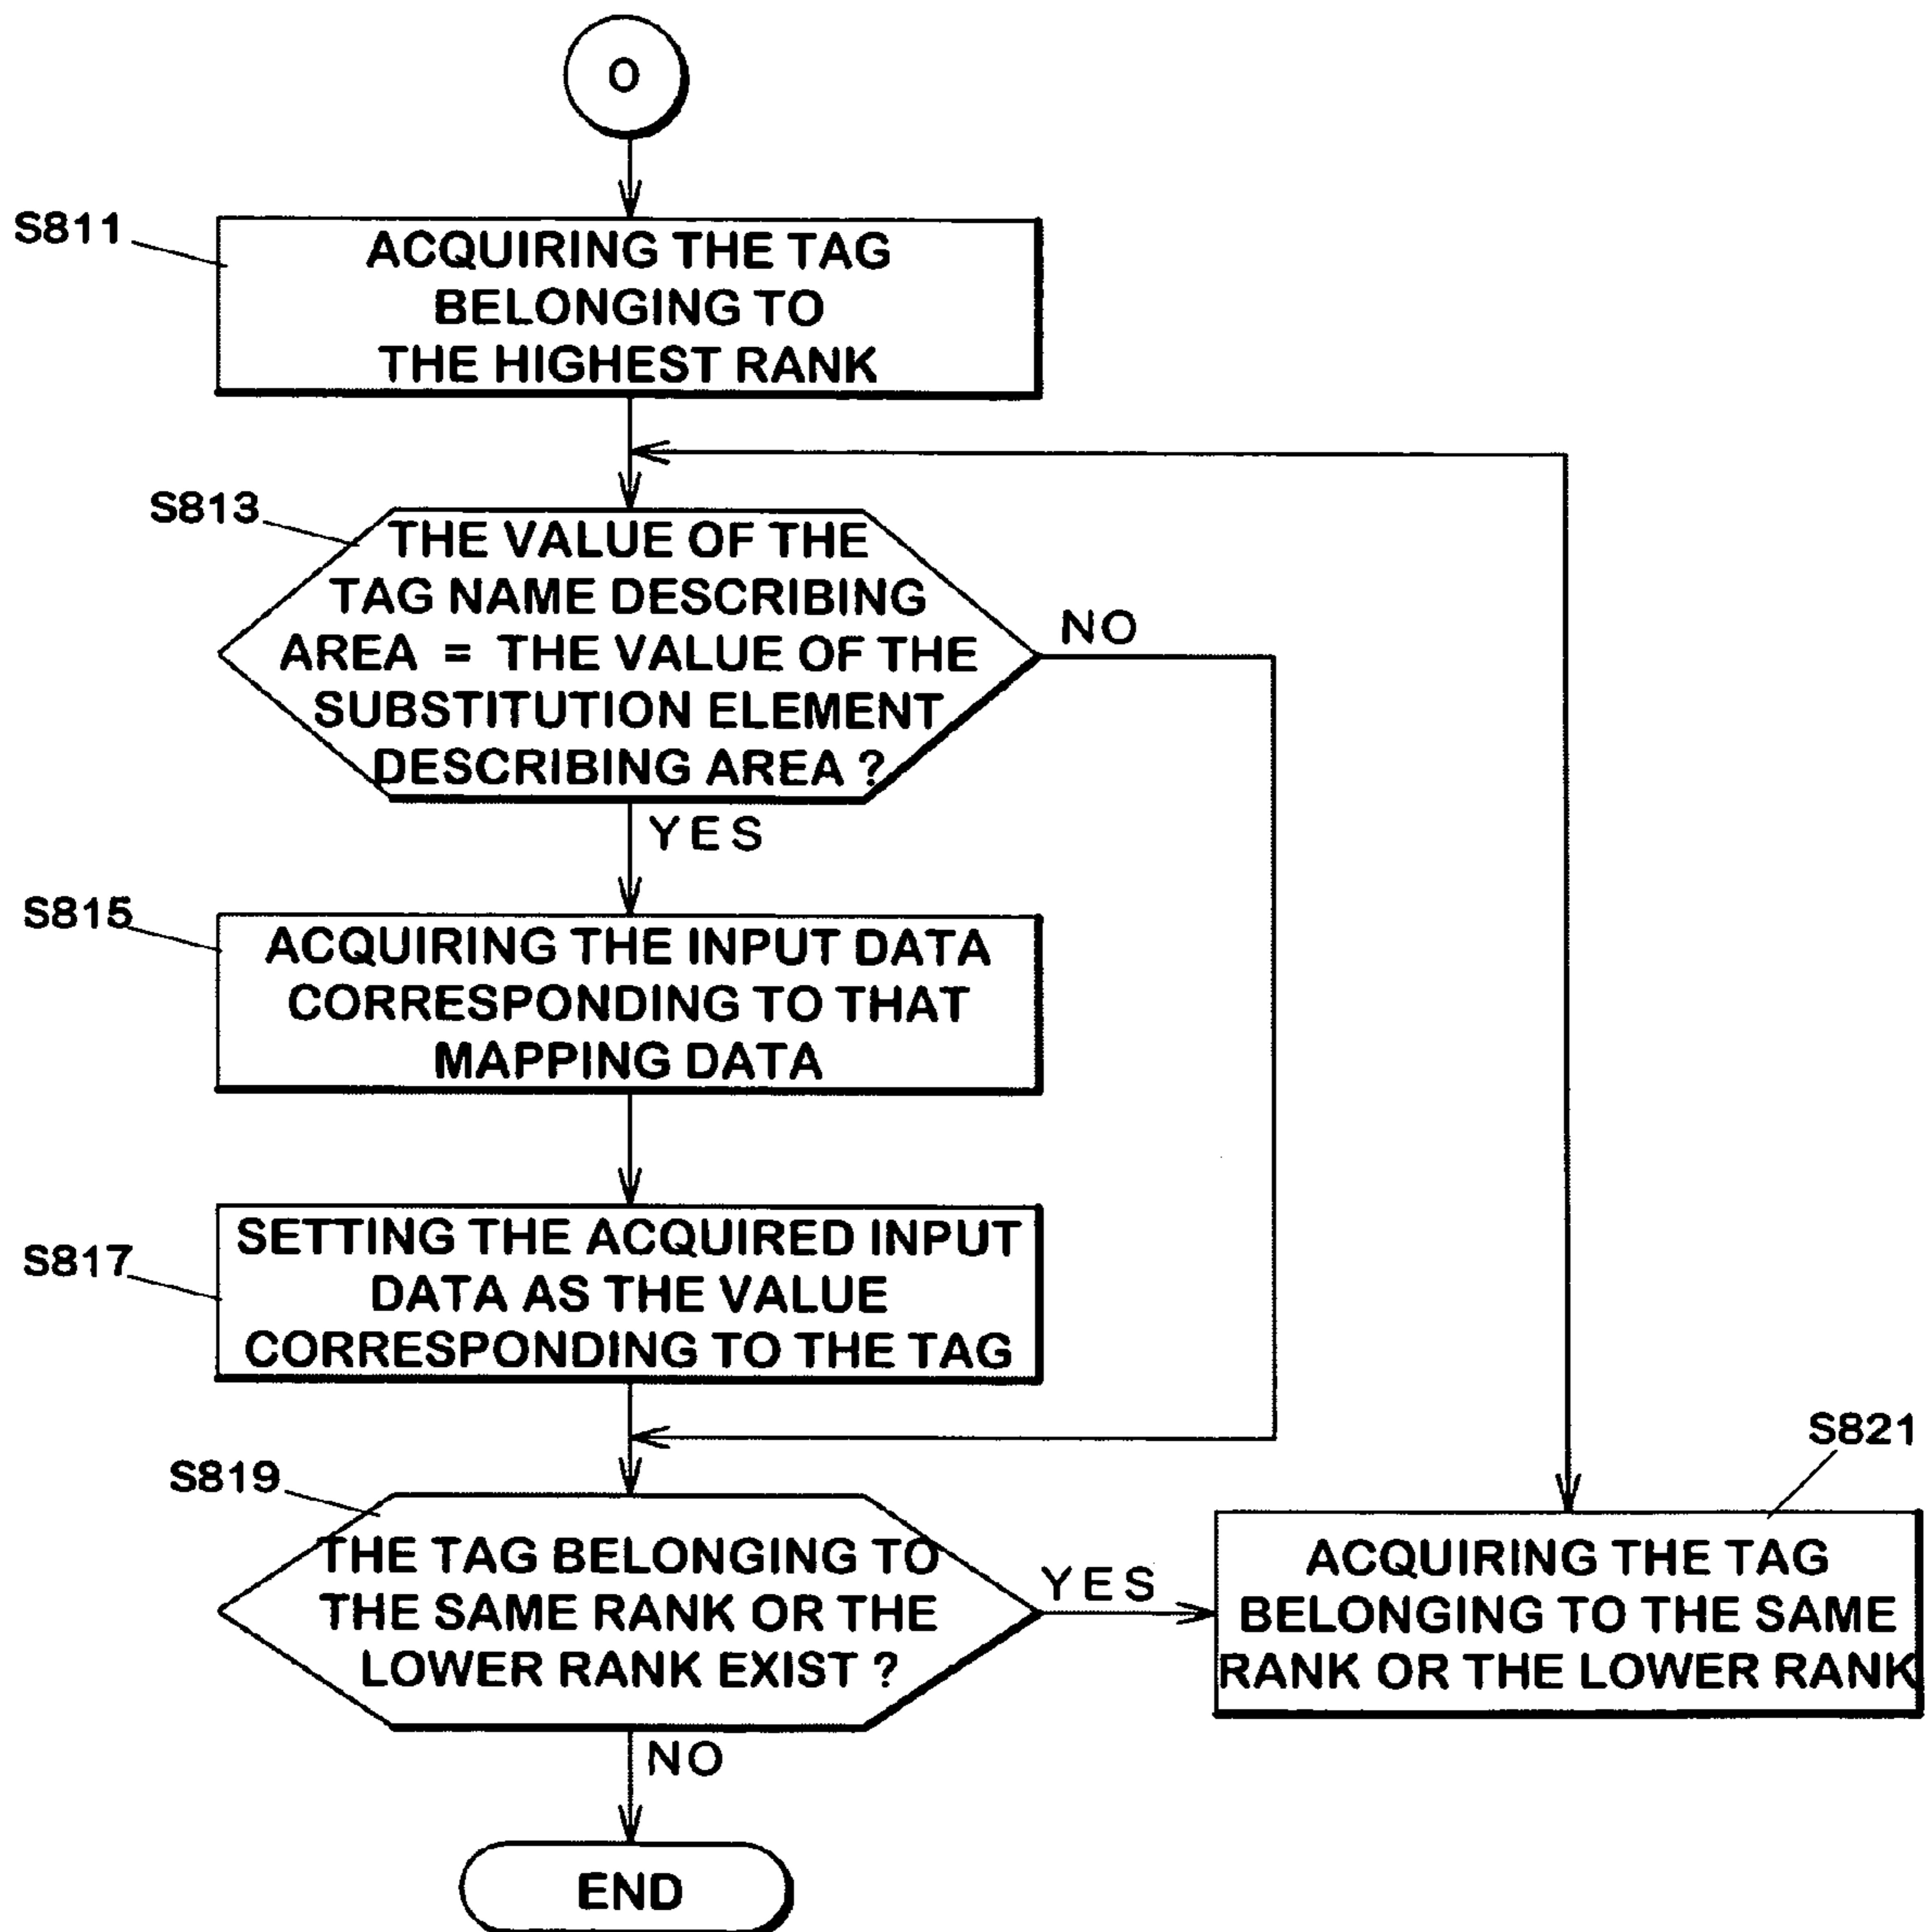 O
S811
ACQUIRING THE TAG
BELONGING TO
THE HIGHEST RANK
S813
THE VALUE OF THE
TAG NAME DESCRIBING
AREA = THE VALUE OF THE
SUBSTITUTION ELEMENT
DESCRIBING AREA ?
NO
YES
S815
ACQUIRING THE INPUT DATA
CORRESPONDING TO THAT
MAPPING DATA
S817
SETTING THE ACQUIRED INPUT
DATA AS THE VALUE
CORRESPONDING TO THE TAG
S819
THE TAG BELONGING TO
THE SAME RANK OR THE
LOWER RANK EXIST ?
YES
S821
ACQUIRING THE TAG
BELONGING TO THE SAME
RANK OR THE LOWER RANK
NO
END